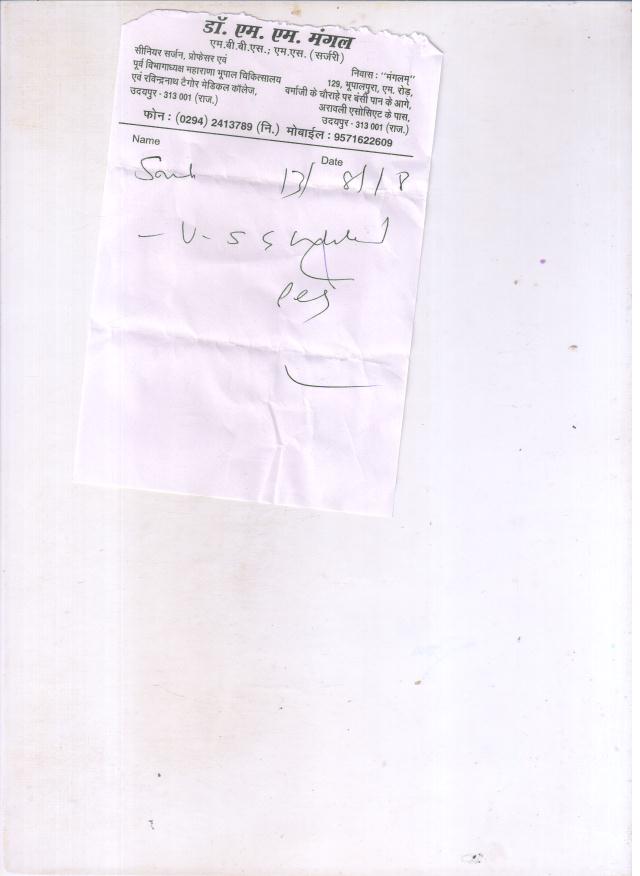 डॉ. एम. एम. मंगल
एम.बी.बी.एस.; एम.एस. (सर्जरी)
सीनियर सर्जन, प्रोफेसर एवं
पूर्व विभागाध्यक्ष महाराणा भूपाल चिकित्सालय
एवं रविन्द्रनाथ टैगोर मेडिकल कॉलेज,
उदयपुर - 313 001 (राज.)
निवास : "मंगलम्"
129, भूपालपुरा, एम. रोड़,
वर्माजी के चौराहे पर बंसी पान के आगे,
अरावली एसोसिएट के पास,
उदयपुर - 313 001 (राज.)
फोन : (0294) 2413789 (नि.) मोबाईल : 9571622609
Name
Date
13/ 8/18